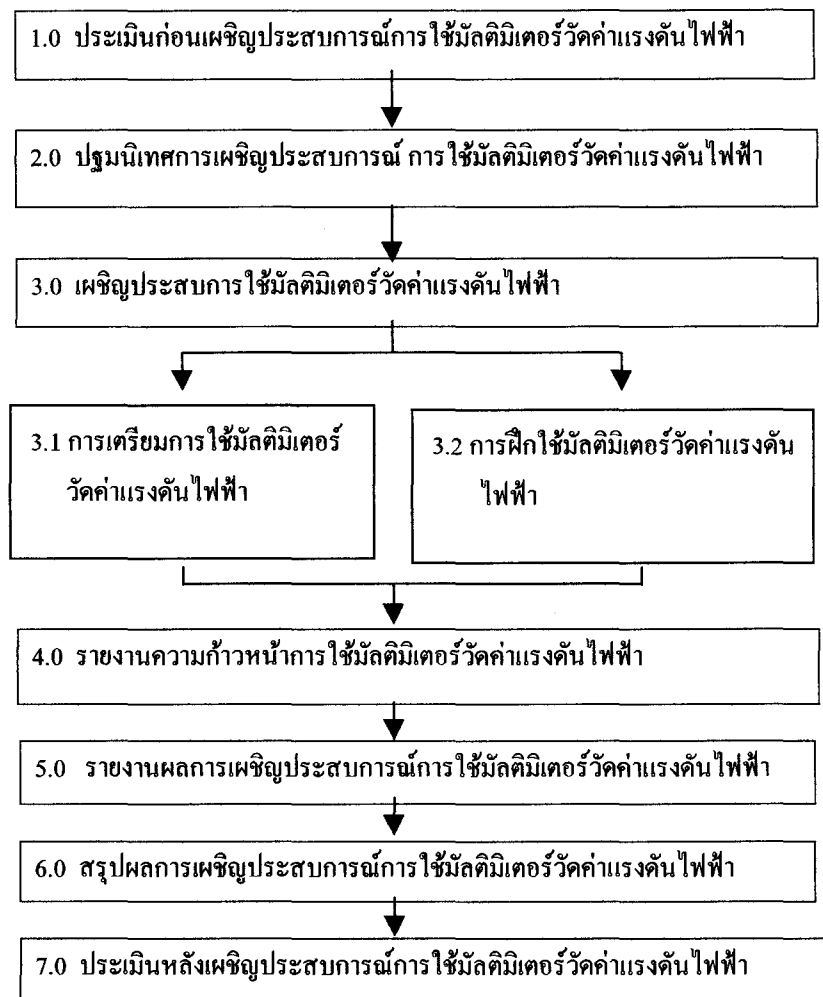 1.0 ประเมินก่อนเผชิญประสบการณ์การใช้มัลติมิเตอร์วัดค่าแรงดันไฟฟ้า
2.0 ปฐมนิเทศการเผชิญประสบการณ์ การใช้มัลติมิเตอร์วัดค่าแรงดันไฟฟ้า
3.0 เผชิญประสบการใช้มัลติมิเตอร์วัดค่าแรงดันไฟฟ้า
3.1 การเตรียมการใช้มัลติมิเตอร์
วัดค่าแรงดันไฟฟ้า
3.2 การฝึกใช้มัลติมิเตอร์วัดค่าแรงดัน
ไฟฟ้า
4.0 รายงานความก้าวหน้าการใช้มัลติมิเตอร์วัดค่าแรงดันไฟฟ้า
5.0 รายงานผลการเผชิญประสบการณ์การใช้มัลติมิเตอร์วัดค่าแรงดันไฟฟ้า
6.0 สรุปผลการเผชิญประสบการณ์การใช้มัลติมิเตอร์วัดค่าแรงดันไฟฟ้า
7.0 ประเมินหลังเผชิญประสบการณ์การใช้มัลติมิเตอร์วัดค่าแรงดันไฟฟ้า